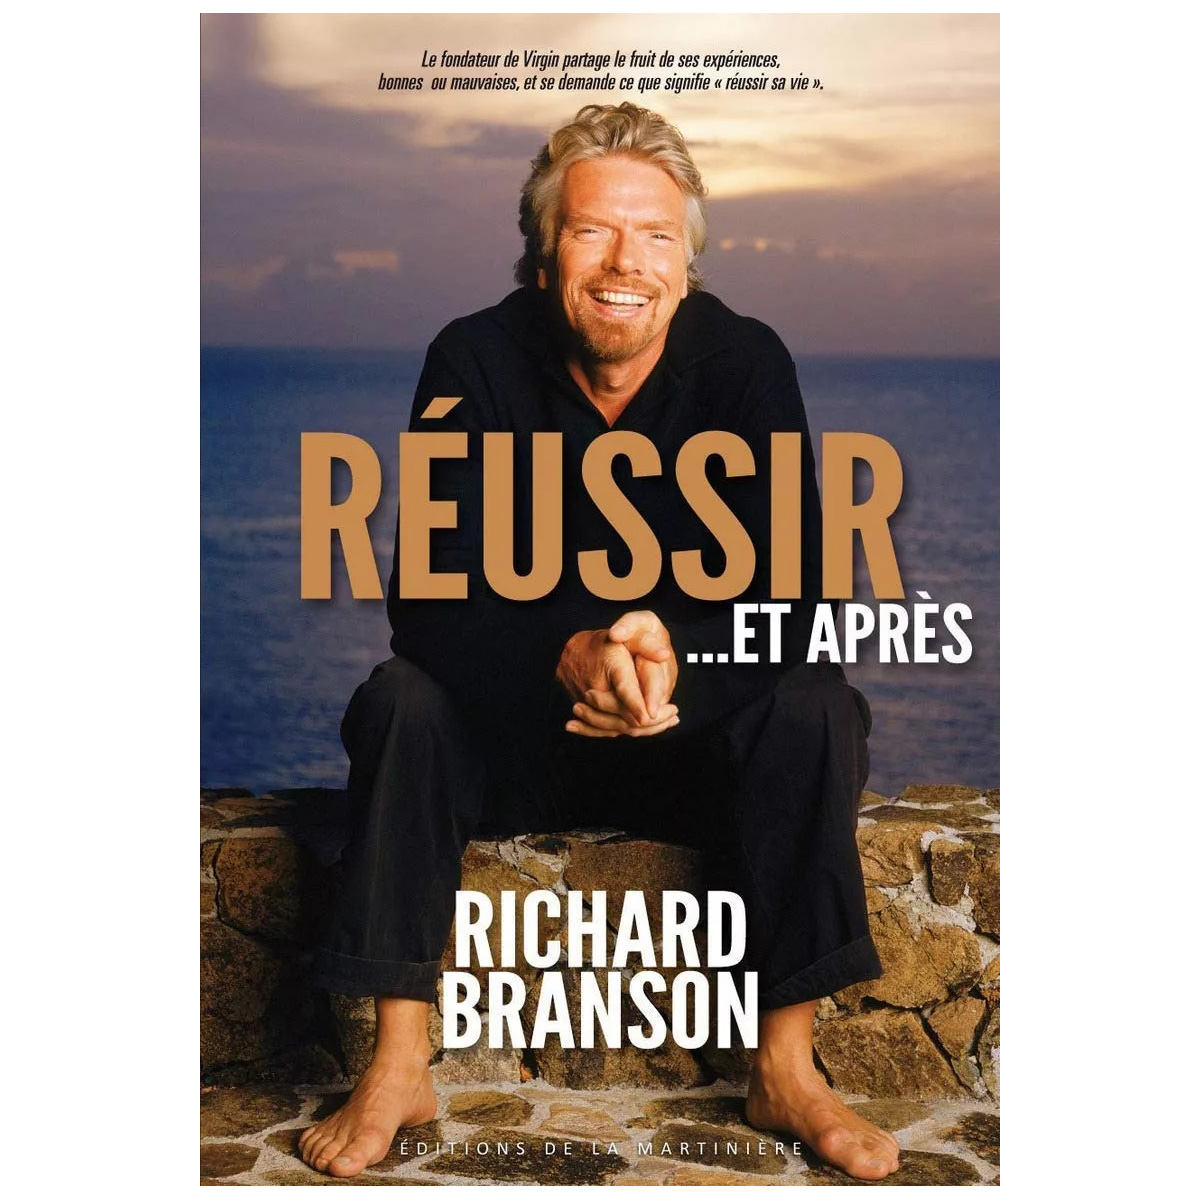 Le fondateur de Virgin partage le fruit de ses expériences,
bonnes ou mauvaises, et se demande ce que signifie « réussir sa vie ».
RÉUSSIR
...ET APRÈS
RICHARD
BRANSON
ÉDITIONS DE LA MARTINIÈRE